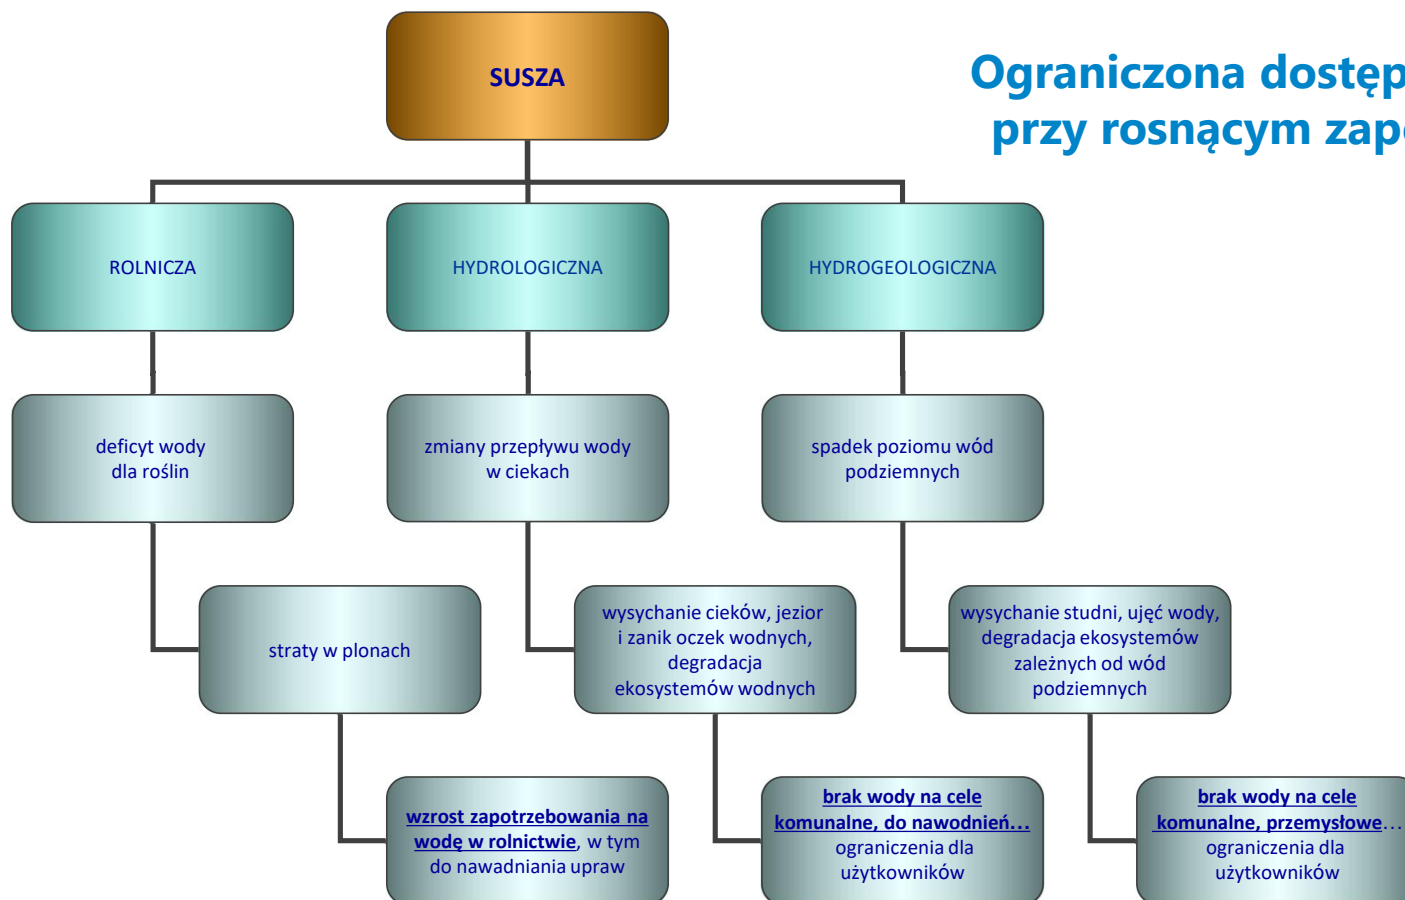 SUSZA
Ograniczona dostęp
przy rosnącym zap
ROLNICZA
HYDROLOGICZNA
HYDROGEOLOGICZNA
deficyt wody
dla roślin
zmiany przepływu wody
w ciekach
spadek poziomu wód
podziemnych
straty w plonach
wysychanie cieków, jezior
i zanik oczek wodnych,
degradacja
ekosystemów wodnych
wysychanie studni, ujęć wody,
degradacja ekosystemów
zależnych od wód
podziemnych
wzrost zapotrzebowania na
wodę w rolnictwie, w tym
do nawadniania upraw
brak wody na cele
komunalne, do nawodnień...
ograniczenia dla
użytkowników
brak wody na cele
komunalne, przemysłowe...
ograniczenia dla
użytkowników